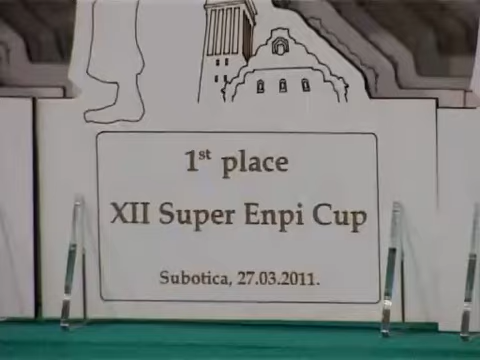 1st place
XII Super Enpi Cup
Subotica, 27.03.2011.